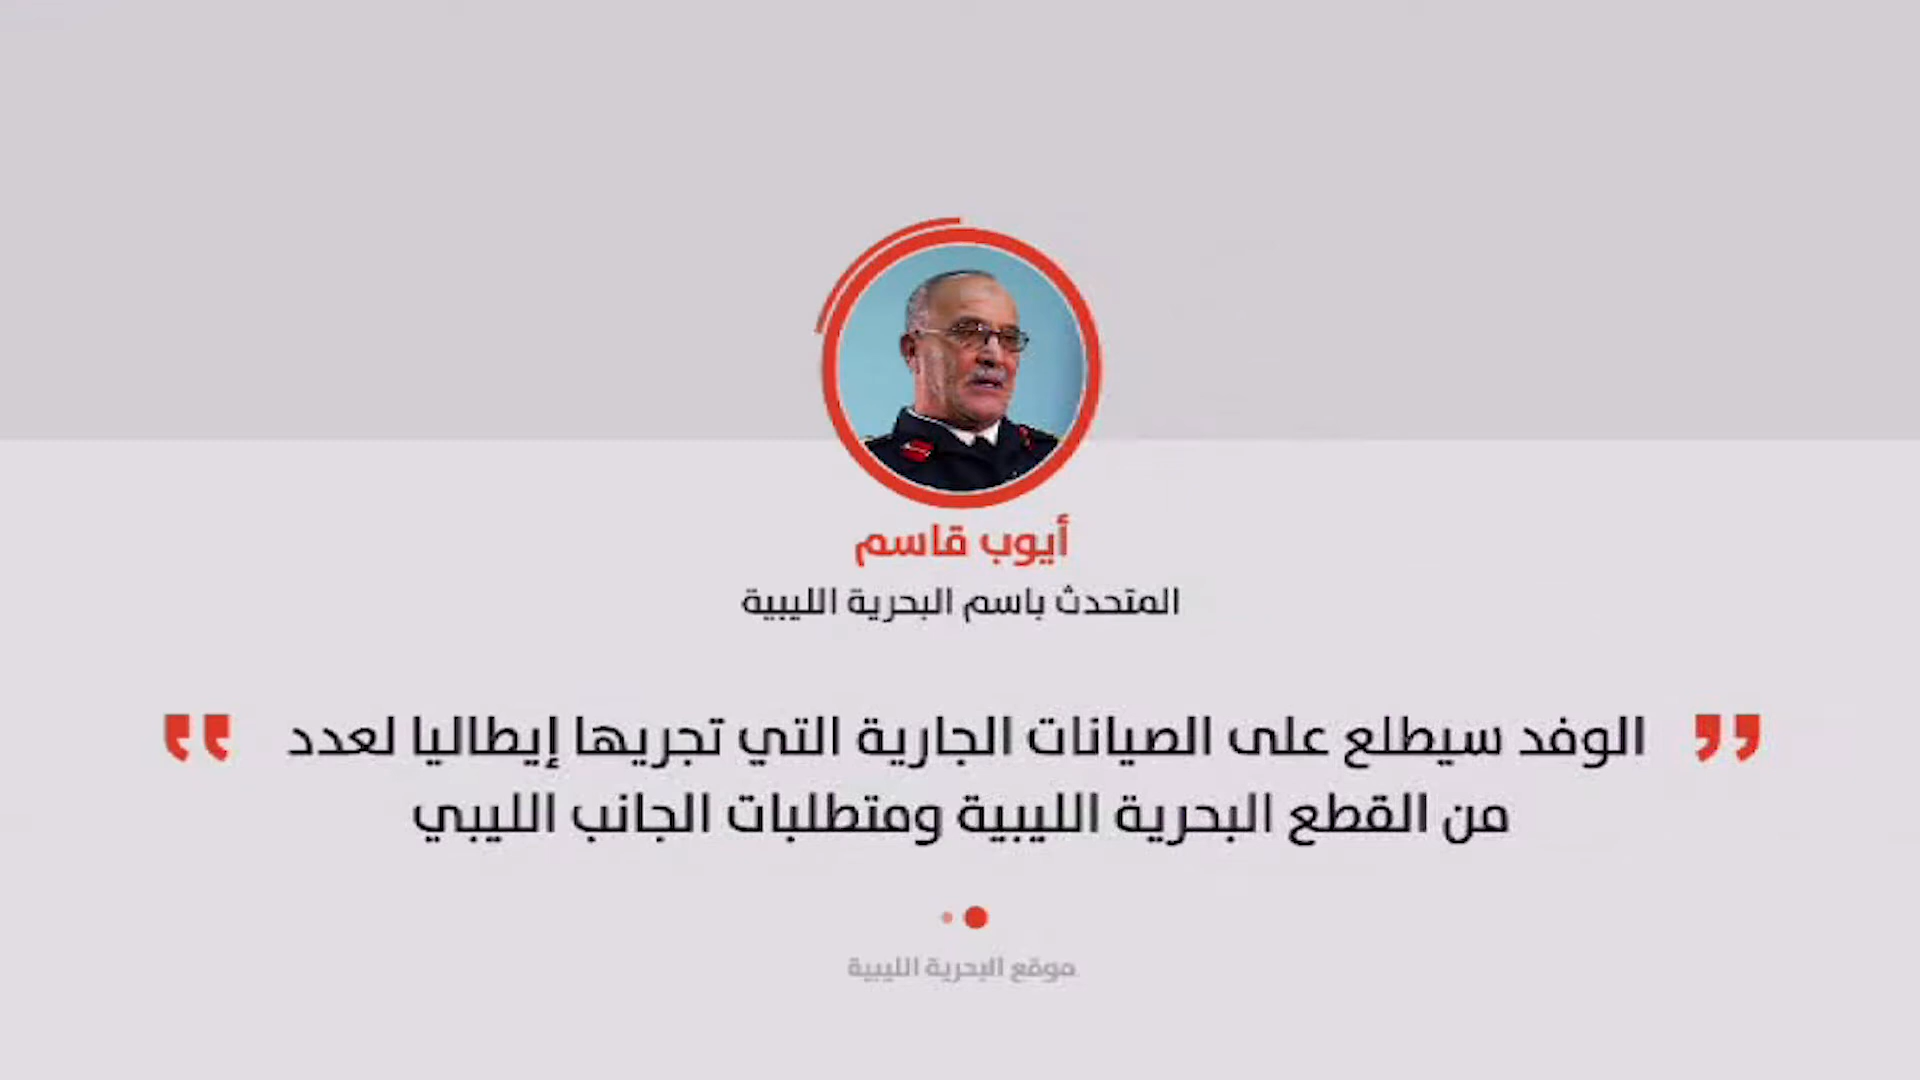 أيوب قاسم
المتحدث باسم البحرية الليبية
" الوفد سيطلع على الصيانات الجارية التي تجريها إيطاليا لعدد "
من القطع البحرية الليبية ومتطلبات الجانب الليبي
موقع البحرية الليبية